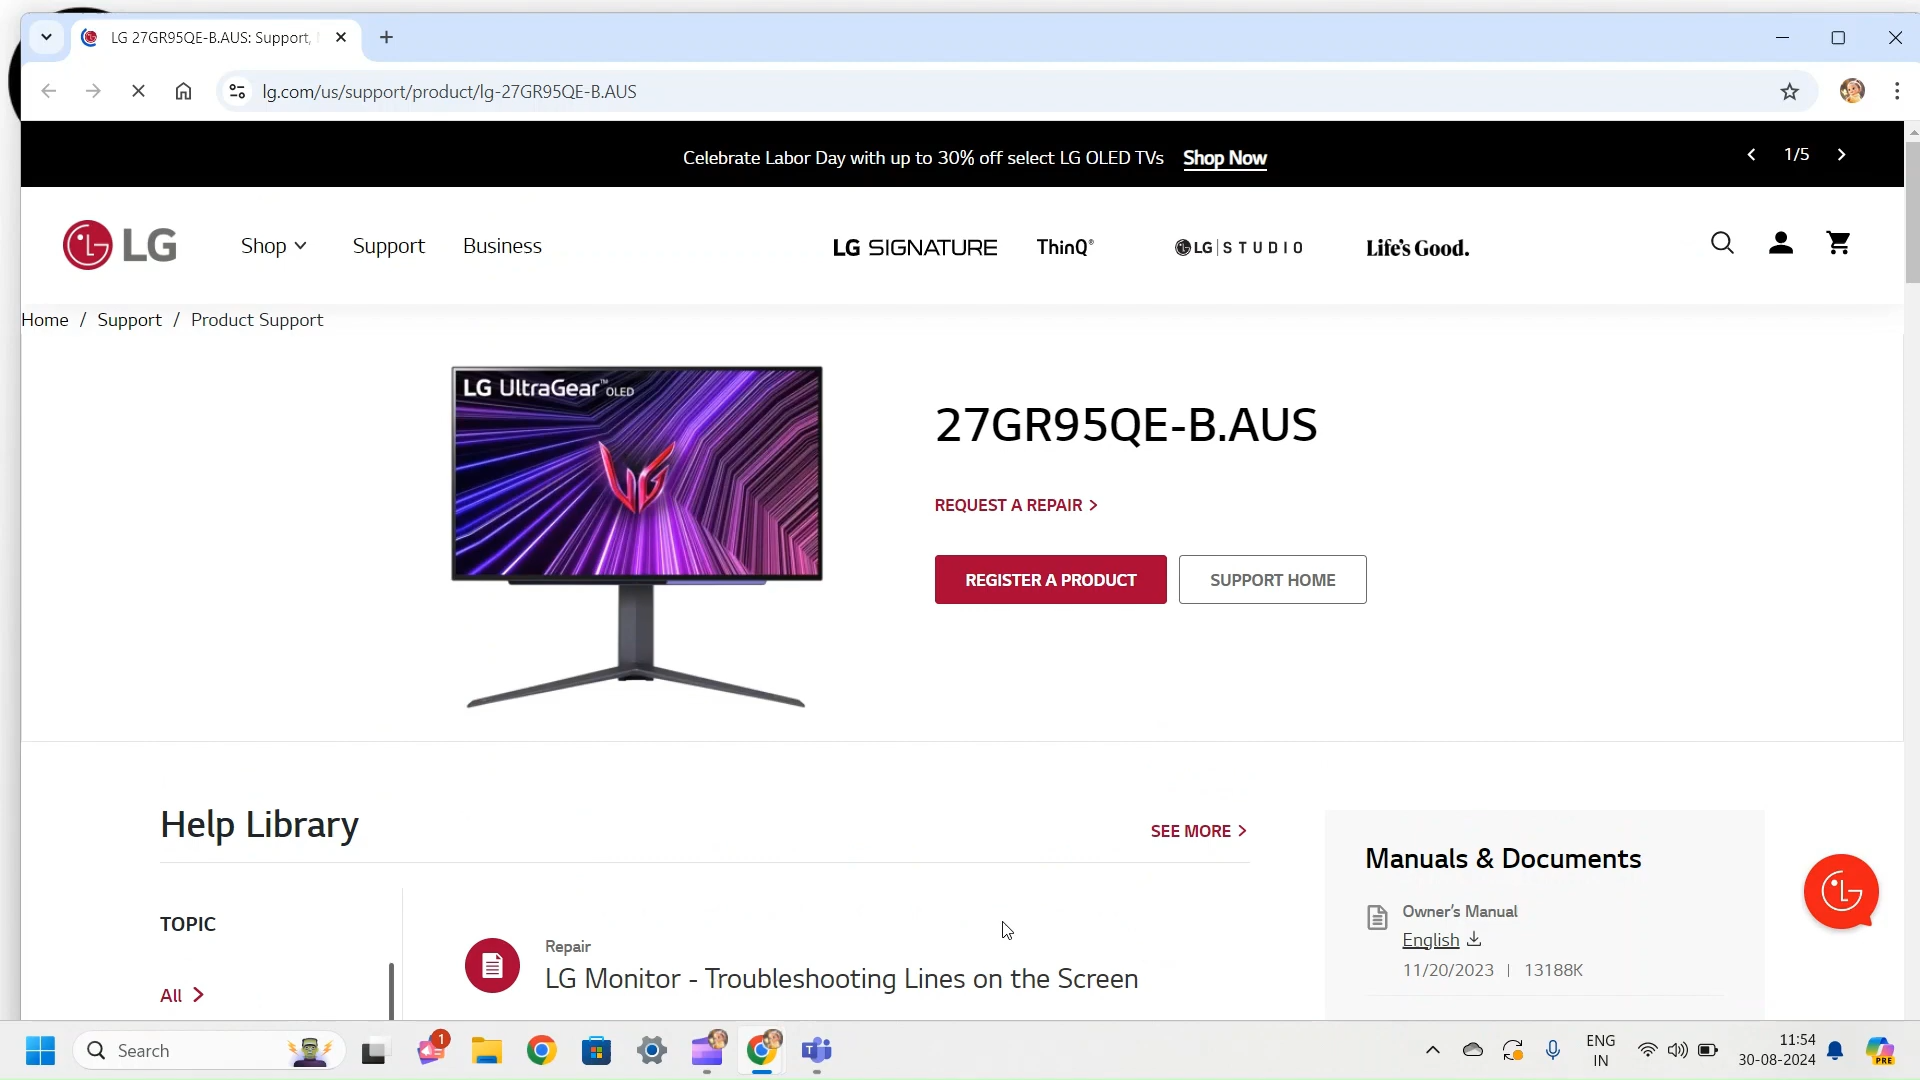 LG 27GR95QE-B.AUS: Support,
lg.com/us/support/product/lg-27GR95QE-B.AUS
Celebrate Labor Day with up to 30% off select LG OLED TVs Shop Now
1/5
LG Shop Support Business LG SIGNATURE ThinQ® LG|STUDIO Life's Good.
Home / Support / Product Support
LG UltraGear™ OLED
27GR95QE-B.AUS
REQUEST A REPAIR >
REGISTER A PRODUCT SUPPORT HOME
Help Library
SEE MORE >
Manuals & Documents
Owner's Manual
English
11/20/2023 | 13188K
TOPIC
All >
Repair
LG Monitor - Troubleshooting Lines on the Screen
Search
1
ENG
IN
11:54
30-08-2024
PRE